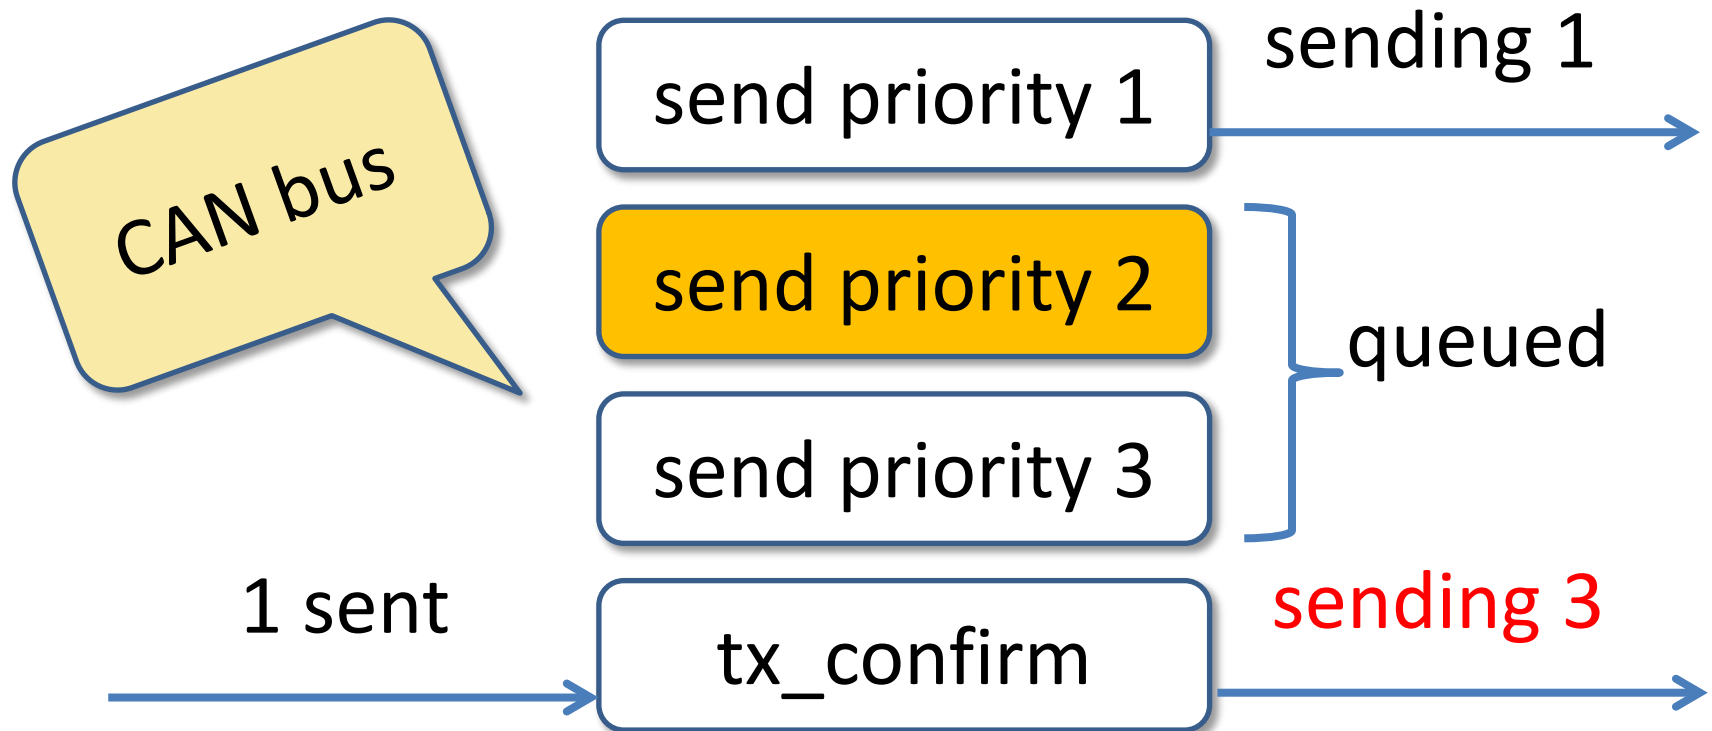 sending 1
send priority 1
CAN bus
send priority 2
queued
send priority 3
1 sent
sending 3
tx_confirm